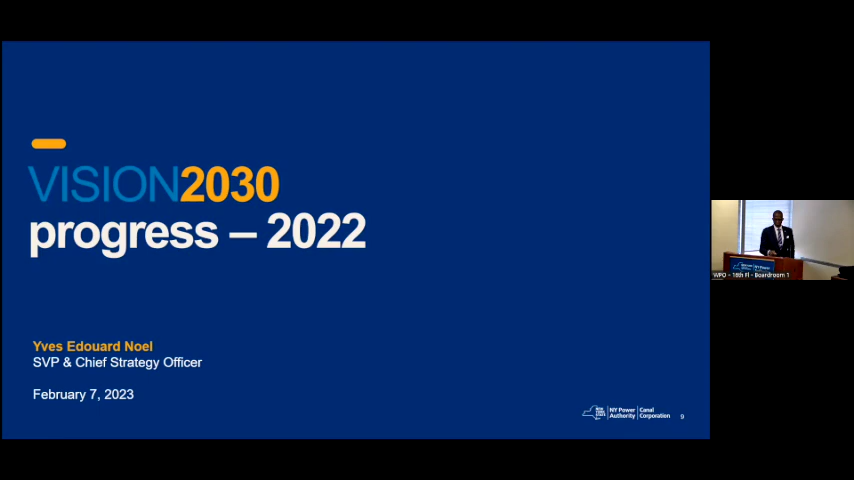 VISION2030
progress – 2022
Yves Edouard Noel
SVP & Chief Strategy Officer
February 7, 2023
NY Power
Authority
Canal
Corporation
9
WPO - 16th Fl - Boardroom 1